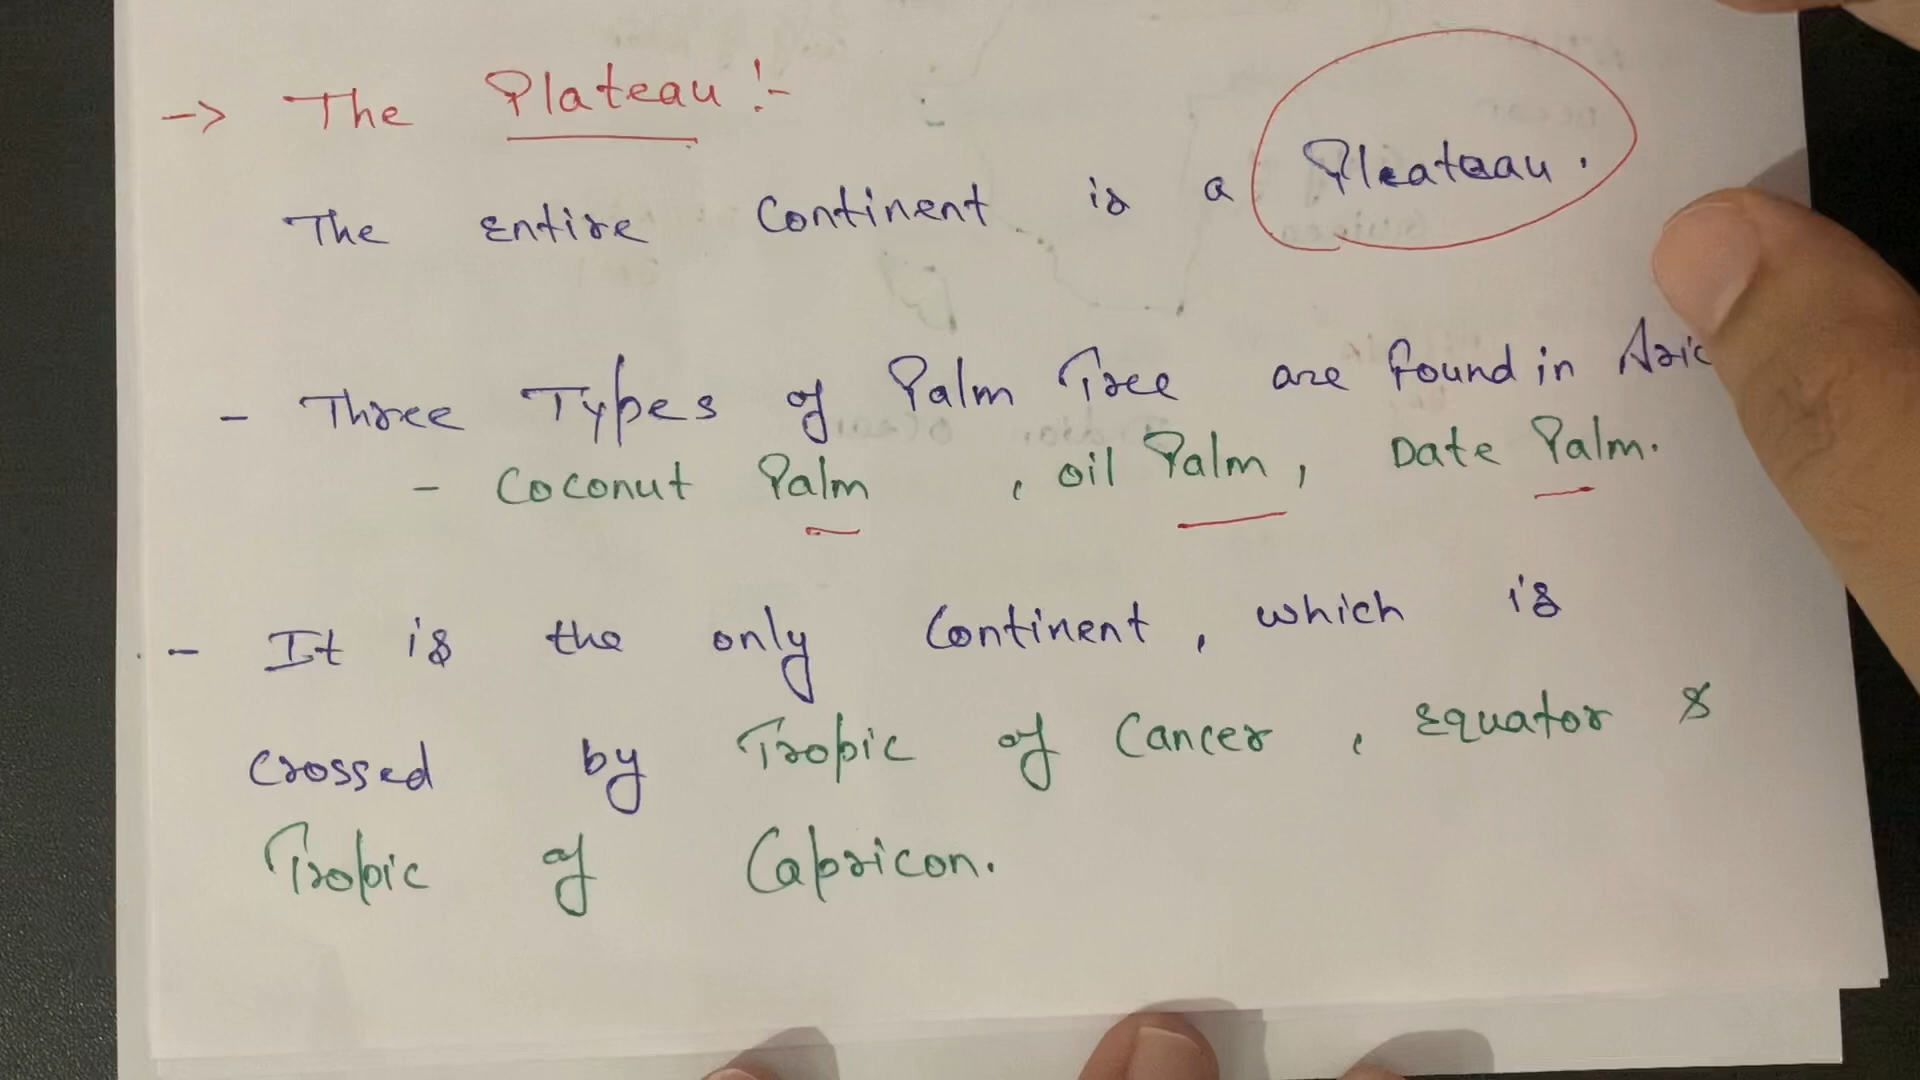 -> The Plateau :-
The entire Continent is a Pleateau.
- Three Types of Palm Tree are found in
- Coconut Palm , oil Palm, Date Palm.
- It is the only Continent, which is
crossed by Tropic of Cancer, Equator &
Tropic of Capricon.